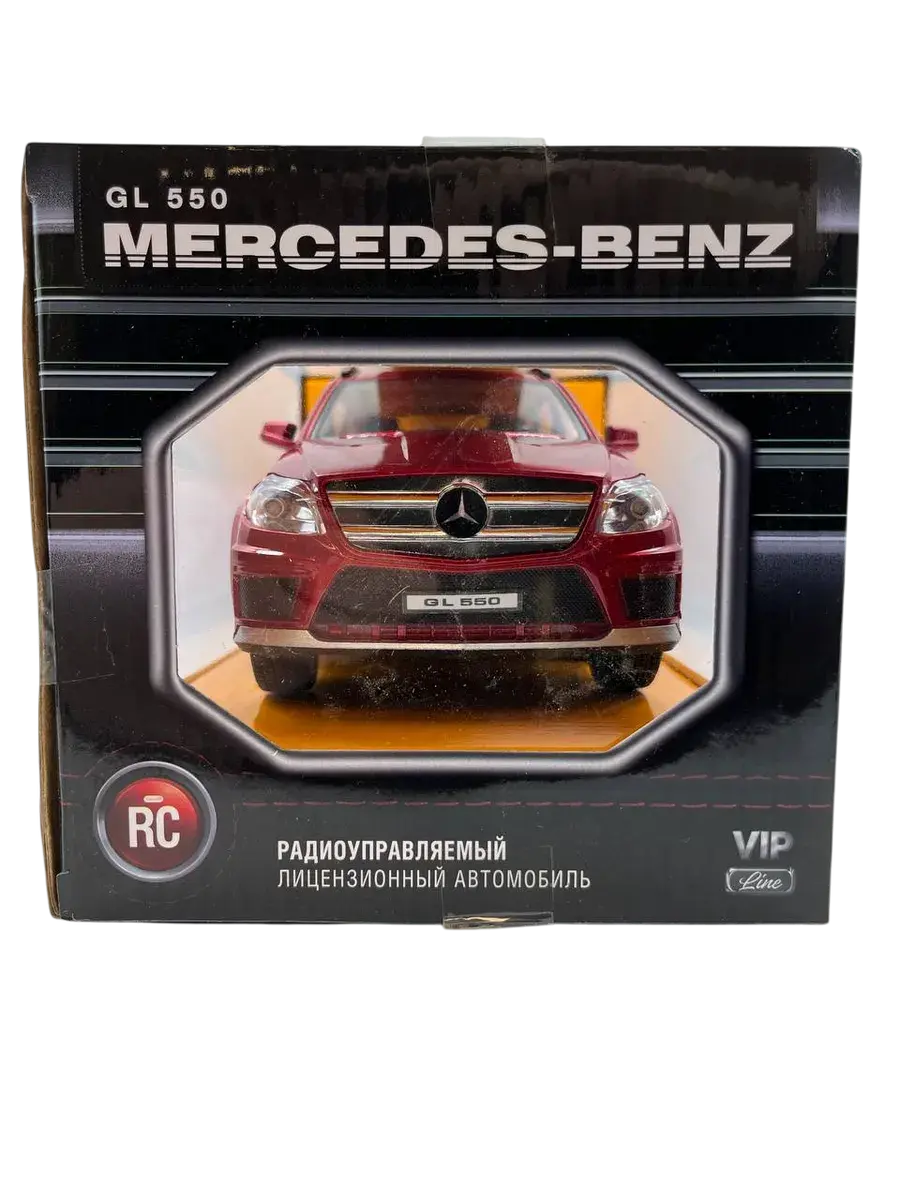 GL 550
MERCEDES-BENZ
GL 550
RC
РАДИОУПРАВЛЯЕМЫЙ
ЛИЦЕНЗИОННЫЙ АВТОМОБИЛЬ
VIP
Line